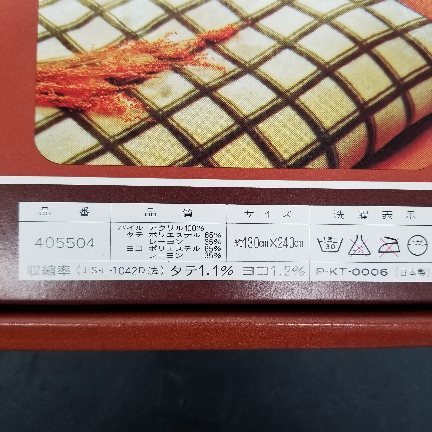 品番 品質 サイズ 洗濯表示
405504
パイル アクリル100%
タテ ポリエステル 65%
レーヨン 35%
ヨコ ポリエステル 65%
レーヨン 35%
約180cm×240cm
30
収縮率 タテ1.1% ヨコ1.2% P-KT-0006 (日本製)